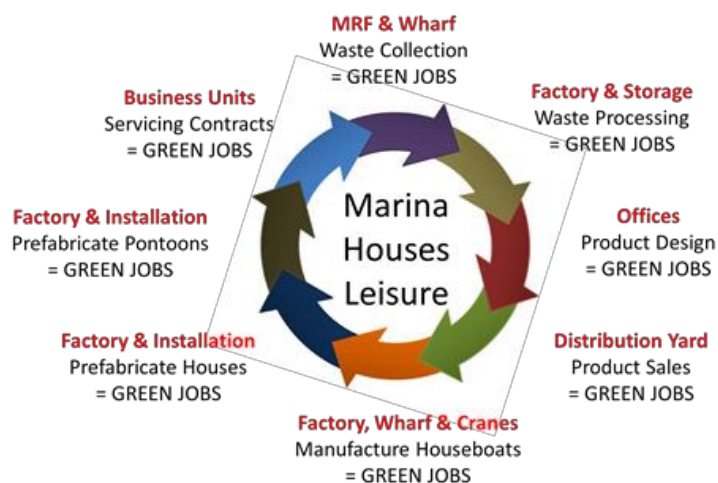 MRF & Wharf
Waste Collection
= GREEN JOBS
Factory & Storage
Waste Processing
= GREEN JOBS
Offices
Product Design
= GREEN JOBS
Distribution Yard
Product Sales
= GREEN JOBS
Factory, Wharf & Cranes
Manufacture Houseboats
= GREEN JOBS
Factory & Installation
Prefabricate Houses
= GREEN JOBS
Factory & Installation
Prefabricate Pontoons
= GREEN JOBS
Business Units
Servicing Contracts
= GREEN JOBS
Marina
Houses
Leisure